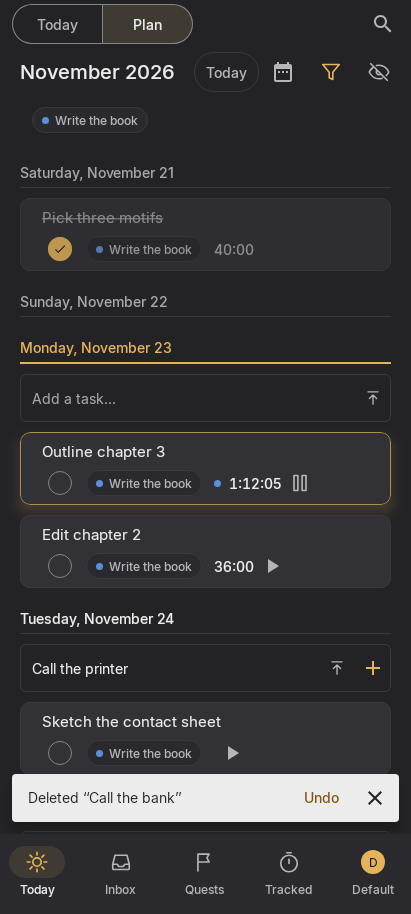 Today
Plan
November 2026
Today
Write the book
Saturday, November 21
Pick three motifs
Write the book
40:00
Sunday, November 22
Monday, November 23
Add a task...
Outline chapter 3
Write the book
1:12:05
Edit chapter 2
Write the book
36:00
Tuesday, November 24
Call the printer
Sketch the contact sheet
Write the book
Deleted “Call the bank”
Undo
Today
Inbox
Quests
Tracked
D
Default